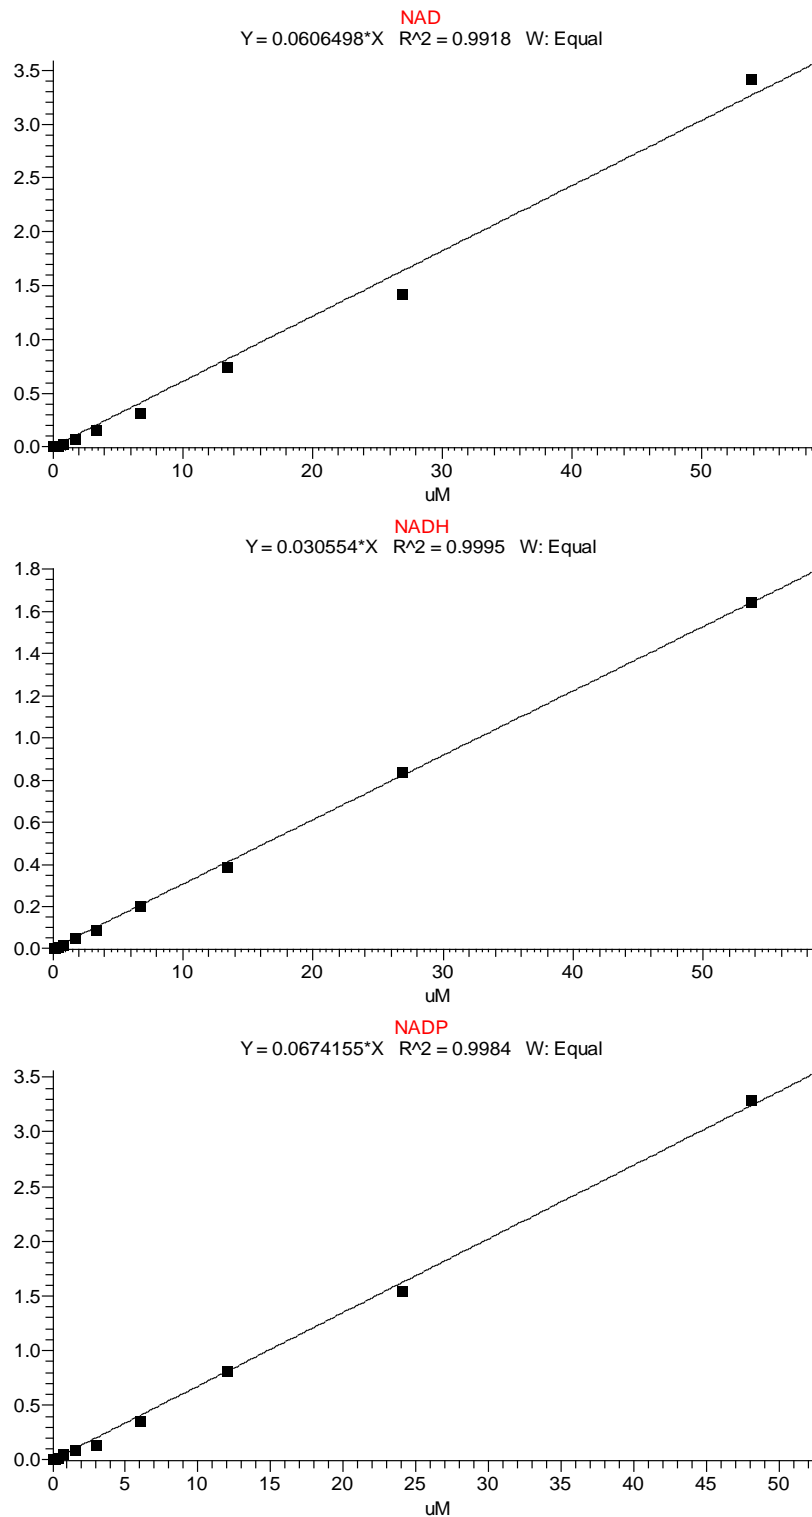 NAD
Y = 0.0606498*X R^2 = 0.9918 W: Equal
3.5
3.0
2.5
2.0
1.5
1.0
0.5
0.0
0 10 20 30 40 50
uM
NADH
Y = 0.030554*X R^2 = 0.9995 W: Equal
1.8
1.6
1.4
1.2
1.0
0.8
0.6
0.4
0.2
0.0
0 10 20 30 40 50
uM
NADP
Y = 0.0674155*X R^2 = 0.9984 W: Equal
3.5
3.0
2.5
2.0
1.5
1.0
0.5
0.0
0 5 10 15 20 25 30 35 40 45 50
uM